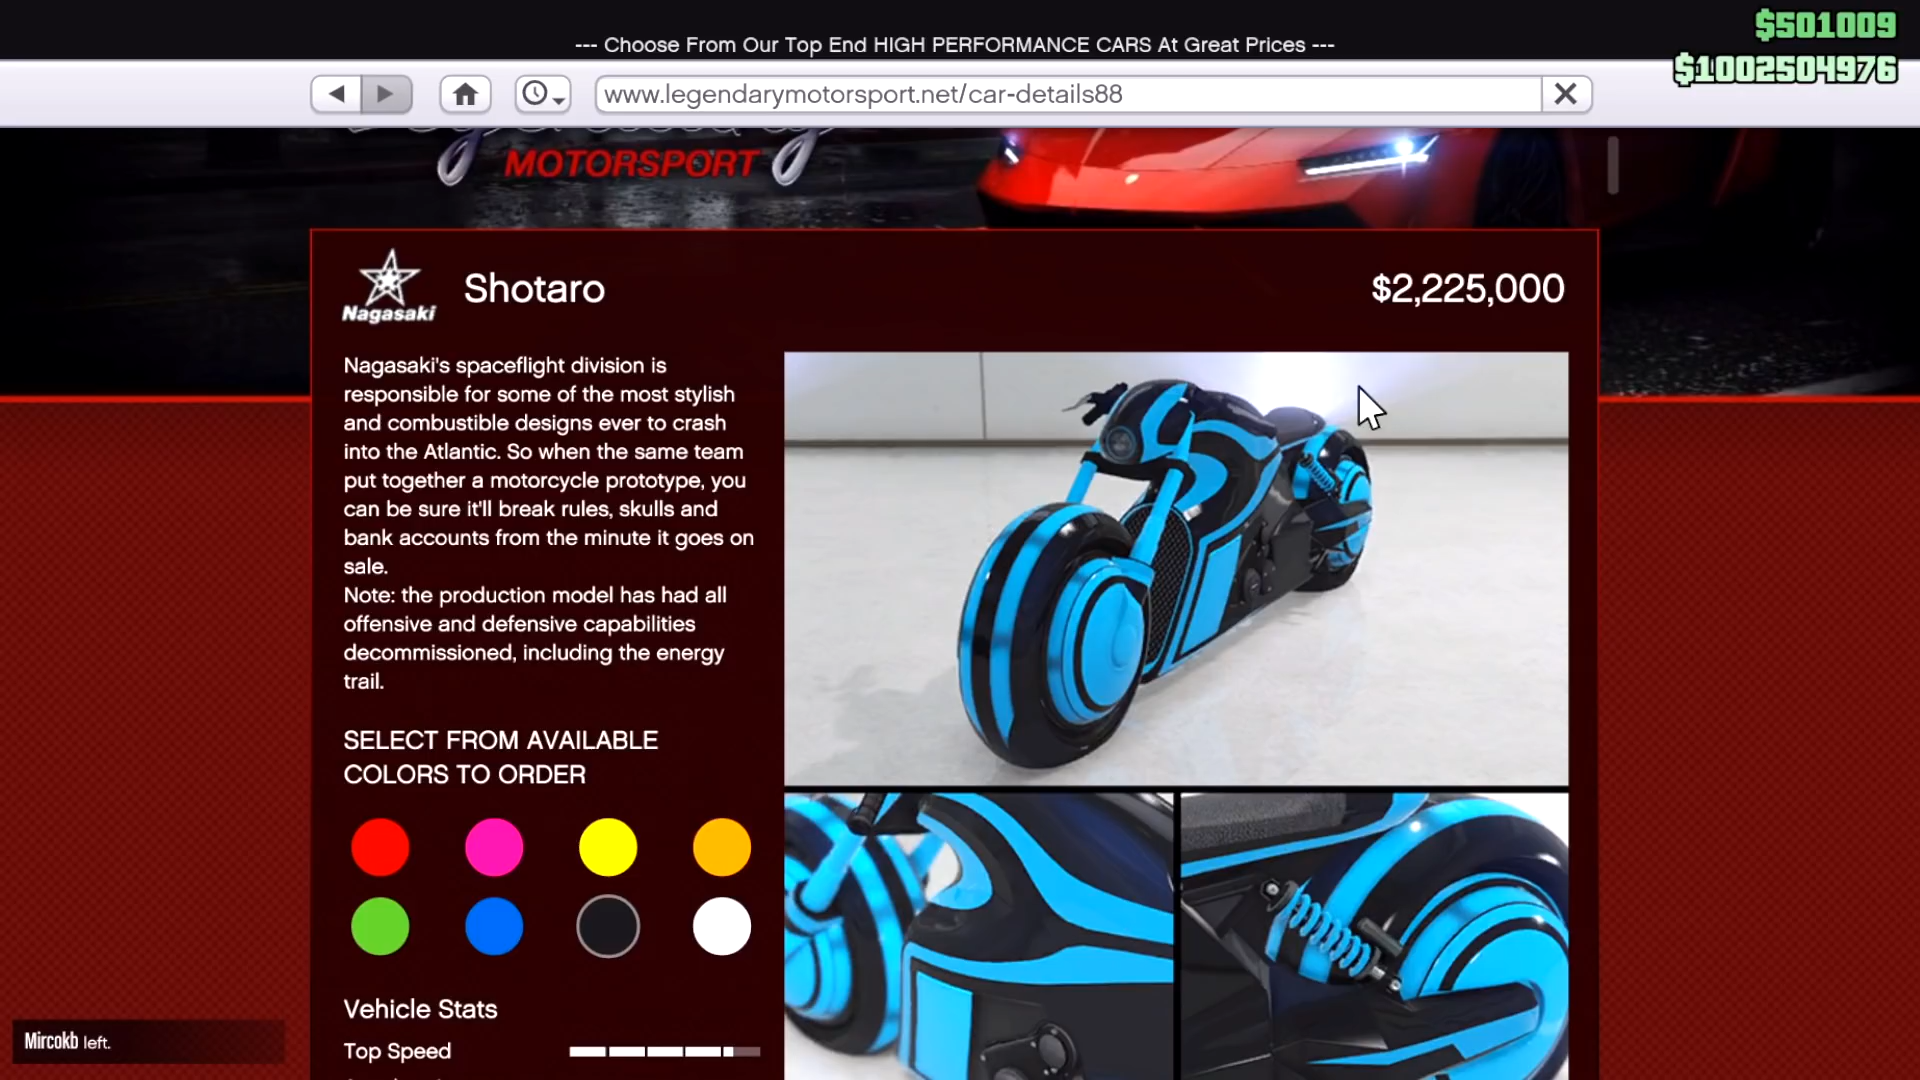 $501009
--- Choose From Our Top End HIGH PERFORMANCE CARS At Great Prices ---
$1002504976
www.legendarymotorsport.net/car-details88
MOTORSPORT
Nagasaki
Shotaro
$2,225,000
Nagasaki's spaceflight division is
responsible for some of the most stylish
and combustible designs ever to crash
into the Atlantic. So when the same team
put together a motorcycle prototype, you
can be sure it'll break rules, skulls and
bank accounts from the minute it goes on
sale.
Note: the production model has had all
offensive and defensive capabilities
decommissioned, including the energy
trail.
SELECT FROM AVAILABLE
COLORS TO ORDER
Vehicle Stats
Top Speed
Mircokb left.